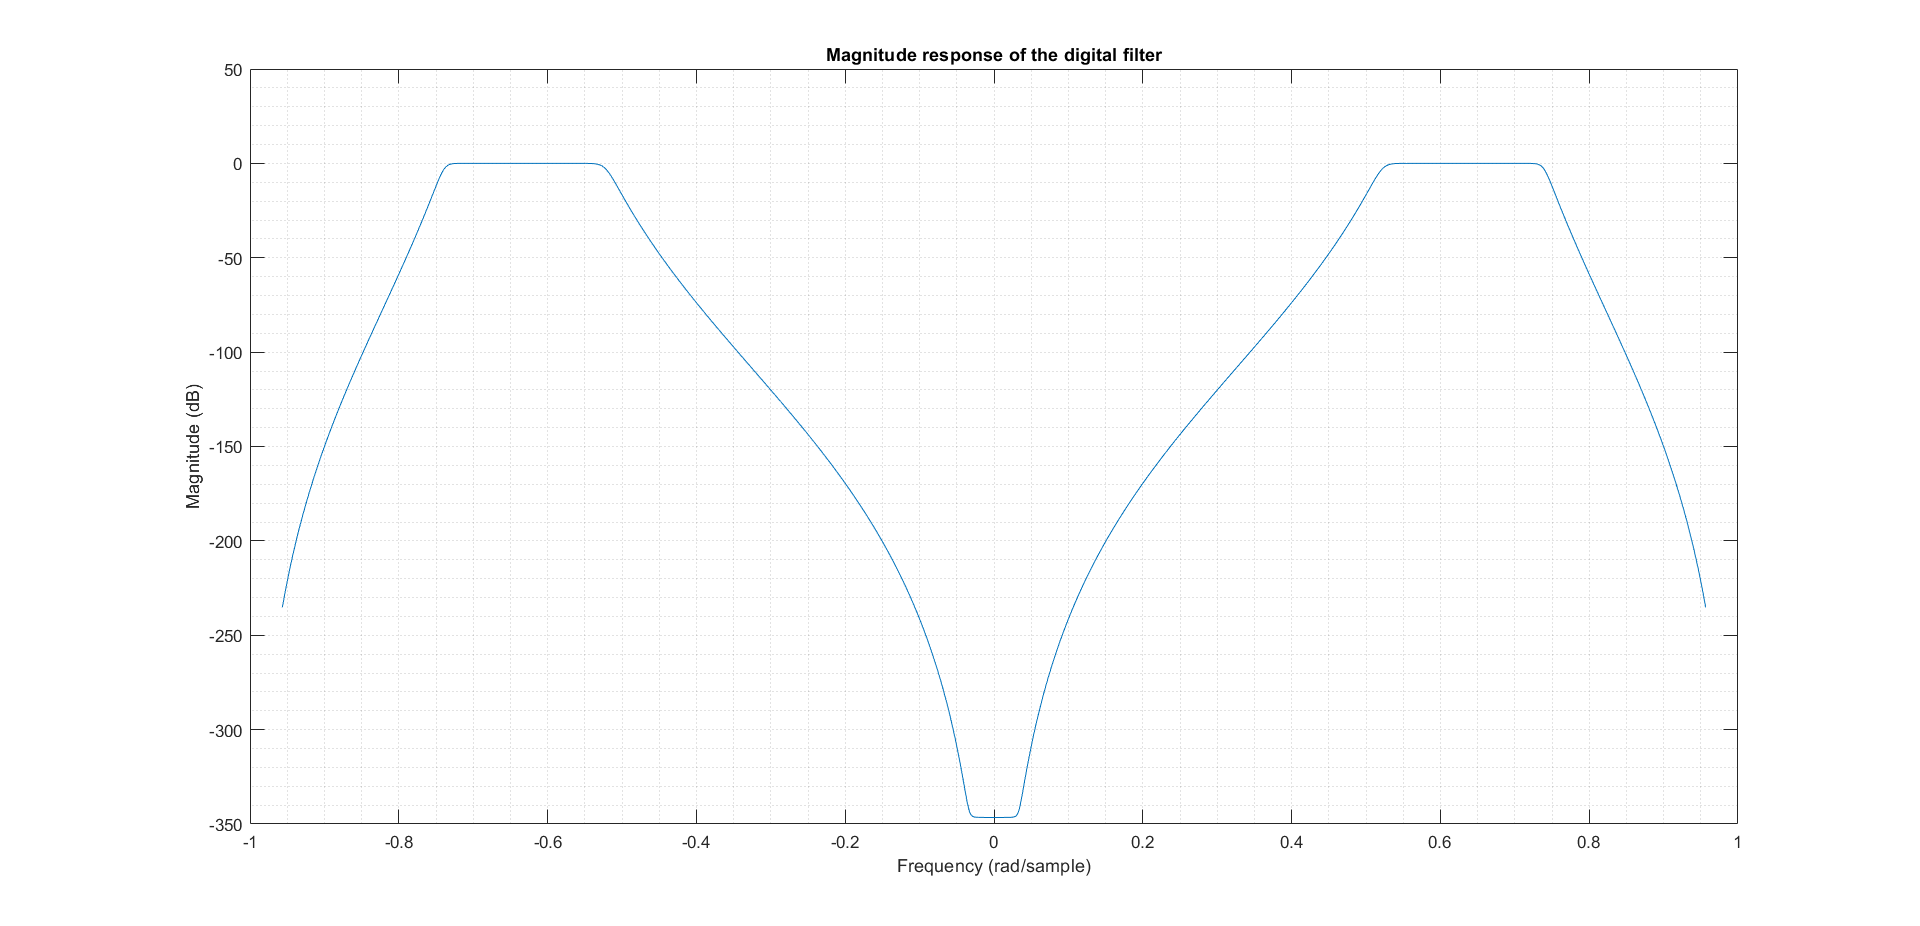 Magnitude response of the digital filter
50
0
-50
-100
-150
-200
-250
-300
-350
Magnitude (dB)
-1 -0.8 -0.6 -0.4 -0.2 0 0.2 0.4 0.6 0.8 1
Frequency (rad/sample)